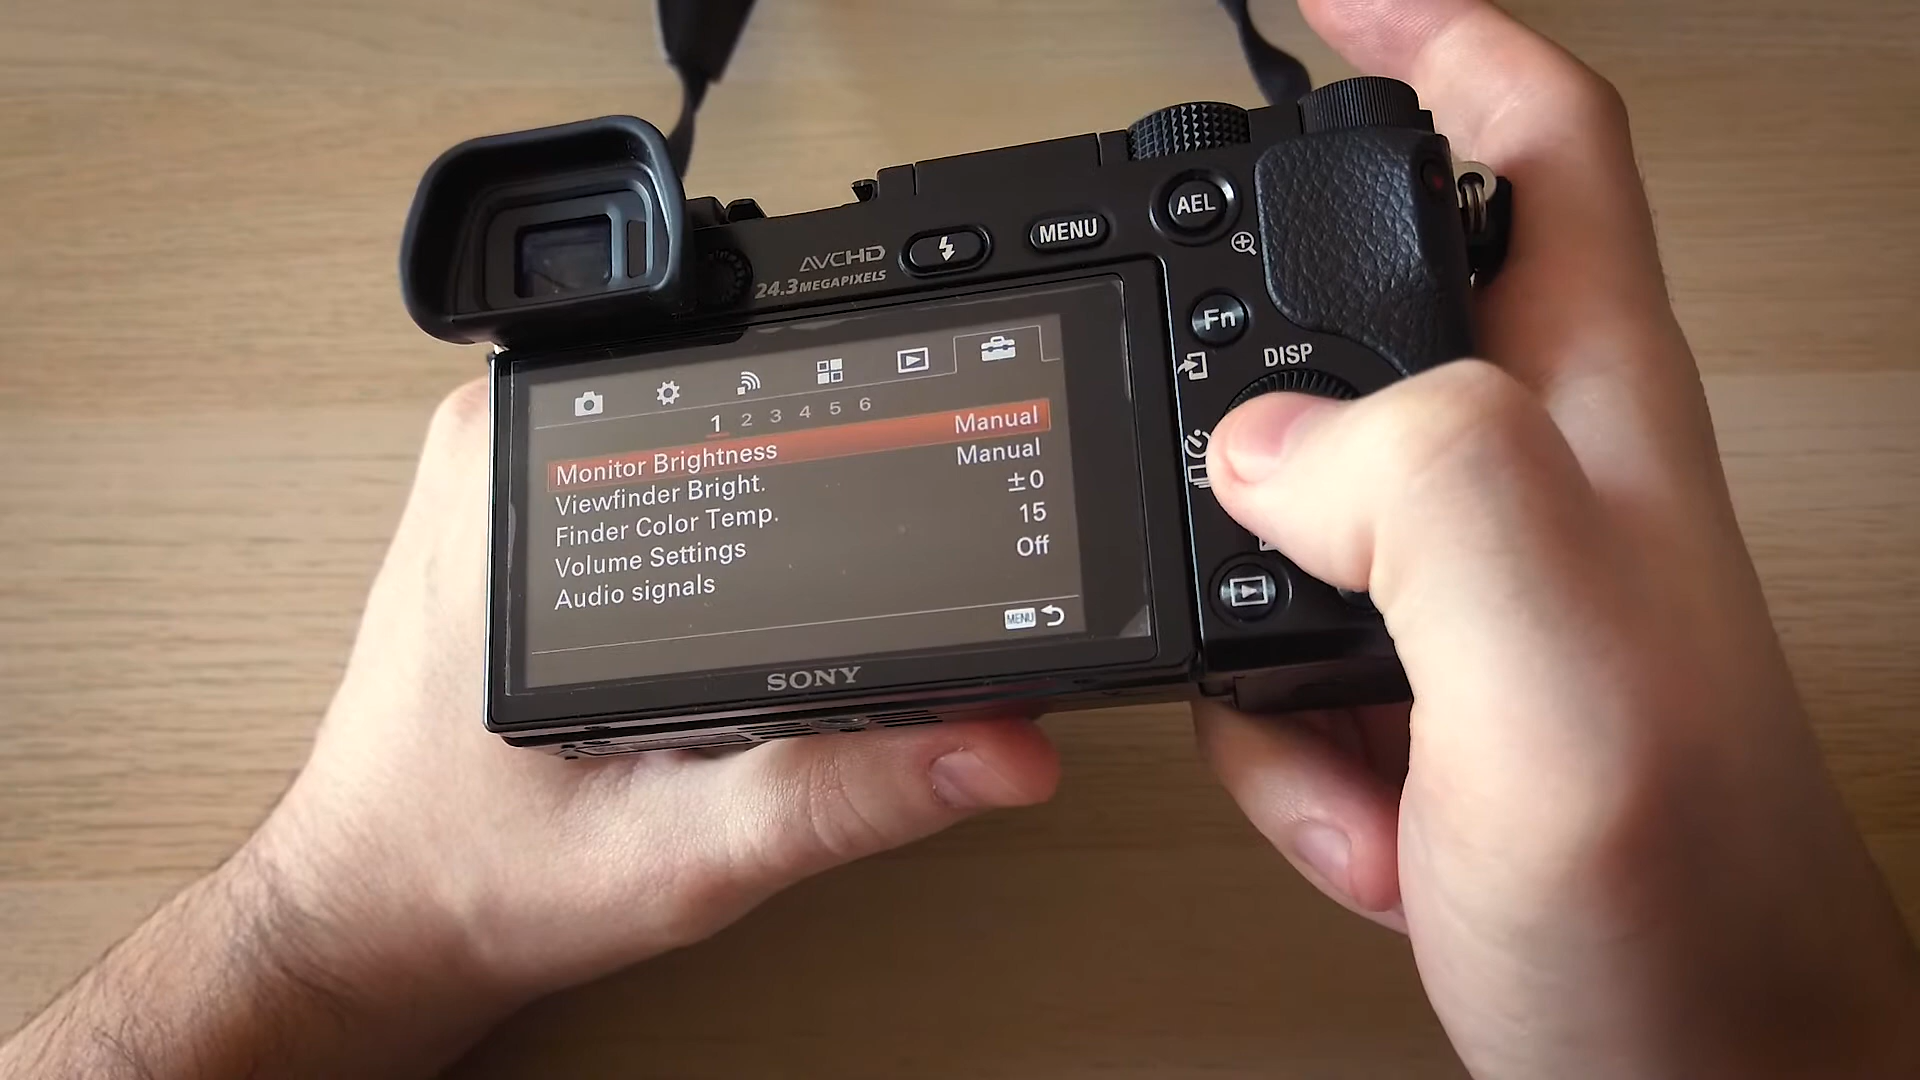 AEL
MENU
AVCHD
24.3 MEGAPIXELS
Fn
DISP
1 2 3 4 5 6
Monitor Brightness Manual
Viewfinder Bright. Manual
Finder Color Temp. ±0
Volume Settings 15
Audio signals Off
MENU
SONY